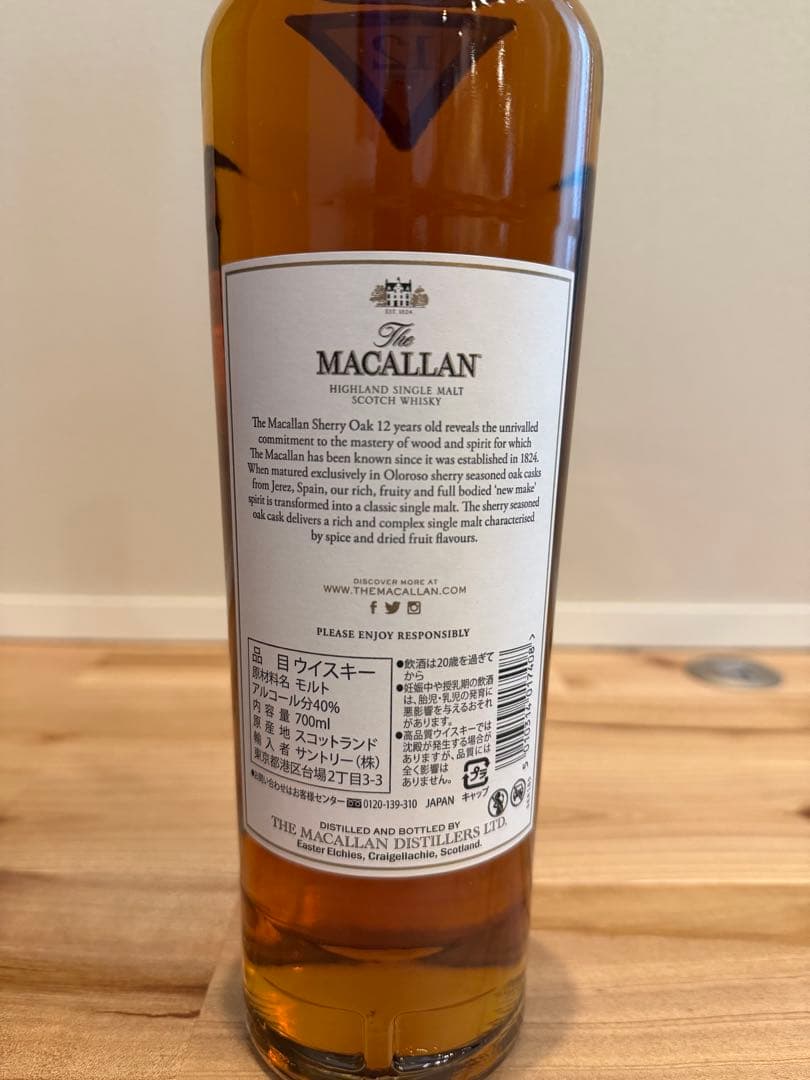 12
EST. 1824
The
MACALLAN
HIGHLAND SINGLE MALT
SCOTCH WHISKY
The Macallan Sherry Oak 12 years old reveals the unrivalled
commitment to the mastery of wood and spirit for which
The Macallan has been known since it was established in 1824.
When matured exclusively in Oloroso sherry seasoned oak casks
from Jerez, Spain, our rich, fruity and full bodied ‘new make’
spirit is transformed into a classic single malt. The sherry seasoned
oak cask delivers a rich and complex single malt characterised
by spice and dried fruit flavours.
DISCOVER MORE AT
WWW.THEMACALLAN.COM
PLEASE ENJOY RESPONSIBLY
品目 ウイスキー
原材料名 モルト
アルコール分40%
内容量 700ml
原産地 スコットランド
輸入者 サントリー(株)
東京都港区台場2丁目3-3
●飲酒は20歳を過ぎて
から
●妊娠中や授乳期の飲酒
は、胎児・乳児の発育に
悪影響を与えるおそれ
があります。
●高品質ウイスキーでは
沈殿が発生する場合が
ありますが、品質には
全く影響は
ありません。
プラ
キャップ
5 010314 017408 >
●お問い合わせはお客様センター 0120-139-310 JAPAN
DISTILLED AND BOTTLED BY
THE MACALLAN DISTILLERS LTD.
Easter Elchies, Craigellachie, Scotland.